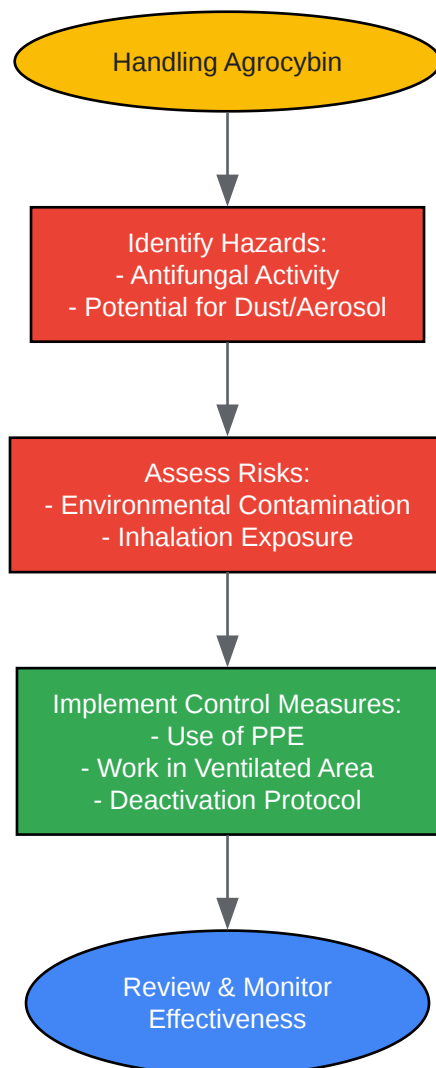 Handling Agrocybin
Identify Hazards:
- Antifungal Activity
- Potential for Dust/Aerosol
Assess Risks:
- Environmental Contamination
- Inhalation Exposure
Implement Control Measures:
- Use of PPE
- Work in Ventilated Area
- Deactivation Protocol
Review & Monitor
Effectiveness